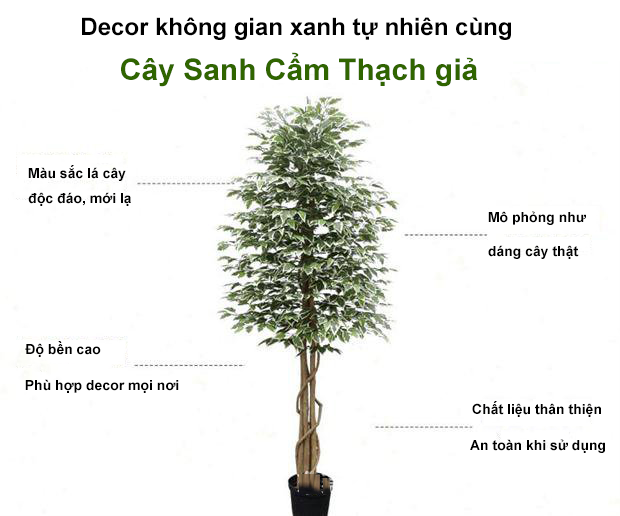 Decor không gian xanh tự nhiên cùng
Cây Sanh Cẩm Thạch giả
Màu sắc lá cây
độc đáo, mới lạ
Mô phỏng như
dáng cây thật
Độ bền cao
Phù hợp decor mọi nơi
Chất liệu thân thiện
An toàn khi sử dụng